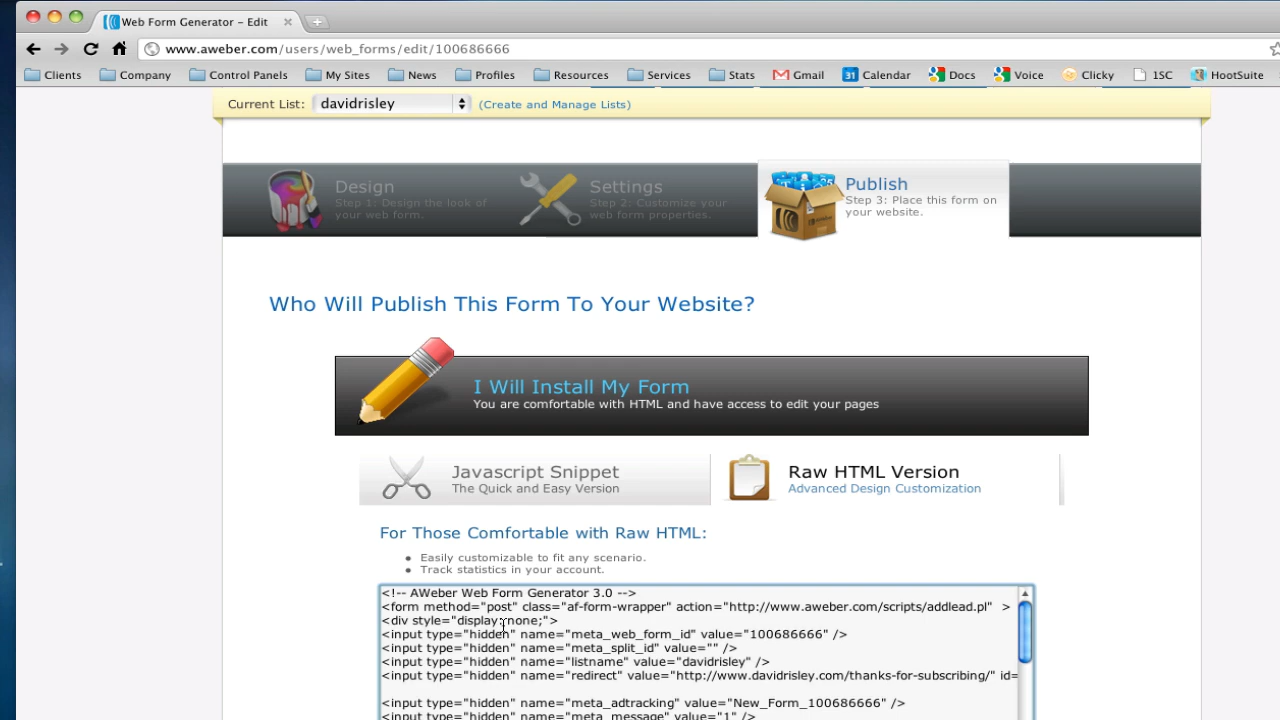 Web Form Generator – Edit
www.aweber.com/users/web_forms/edit/100686666
Clients Company Control Panels My Sites News Profiles Resources Services Stats Gmail 31 Calendar Docs Voice Clicky 1SC HootSuite
Current List: davidrisley (Create and Manage Lists)
Design
Step 1: Design the look of
your web form.
Settings
Step 2: Customize your
web form properties.
Publish
Step 3: Place this form on
your website.
Who Will Publish This Form To Your Website?
I Will Install My Form
You are comfortable with HTML and have access to edit your pages
Javascript Snippet
The Quick and Easy Version
Raw HTML Version
Advanced Design Customization
For Those Comfortable with Raw HTML:
• Easily customizable to fit any scenario.
• Track statistics in your account.
<!-- AWeber Web Form Generator 3.0 -->
<form method="post" class="af-form-wrapper" action="http://www.aweber.com/scripts/addlead.pl" >
<div style="display:none;">
<input type="hidden" name="meta_web_form_id" value="100686666" />
<input type="hidden" name="meta_split_id" value="" />
<input type="hidden" name="listname" value="davidrisley" />
<input type="hidden" name="redirect" value="http://www.davidrisley.com/thanks-for-subscribing/" id=
<input type="hidden" name="meta_adtracking" value="New_Form_100686666" />
<input type="hidden" name="meta_message" value="1" />